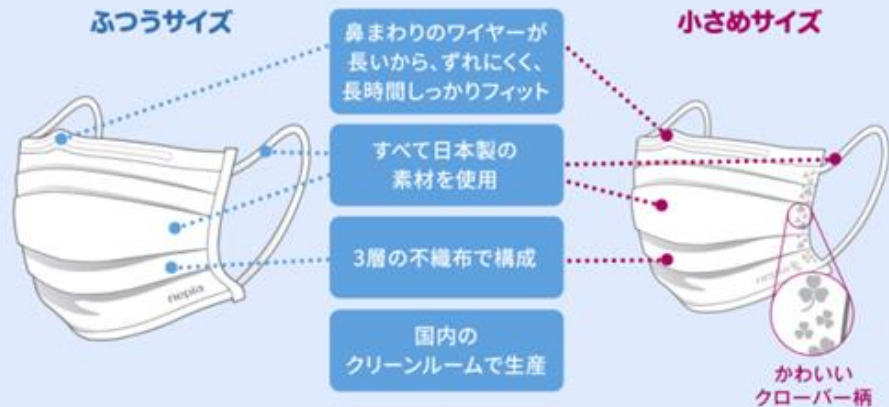 ふつうサイズ
小さめサイズ
鼻まわりのワイヤーが
長いから、ずれにくく、
長時間しっかりフィット
すべて日本製の
素材を使用
3層の不織布で構成
国内の
クリーンルームで生産
nepia
nepia
かわいい
クローバー柄